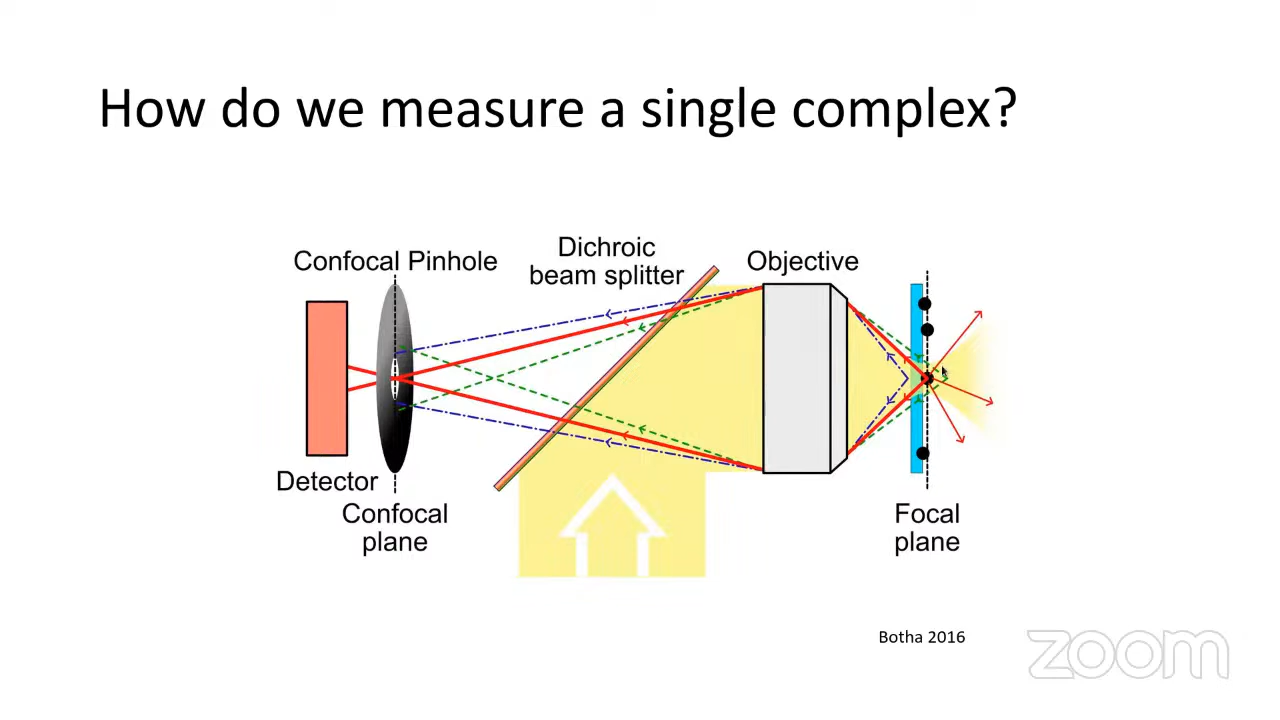 How do we measure a single complex?
Confocal Pinhole
Dichroic
beam splitter
Objective
Detector
Confocal
plane
Focal
plane
Botha 2016
zoom